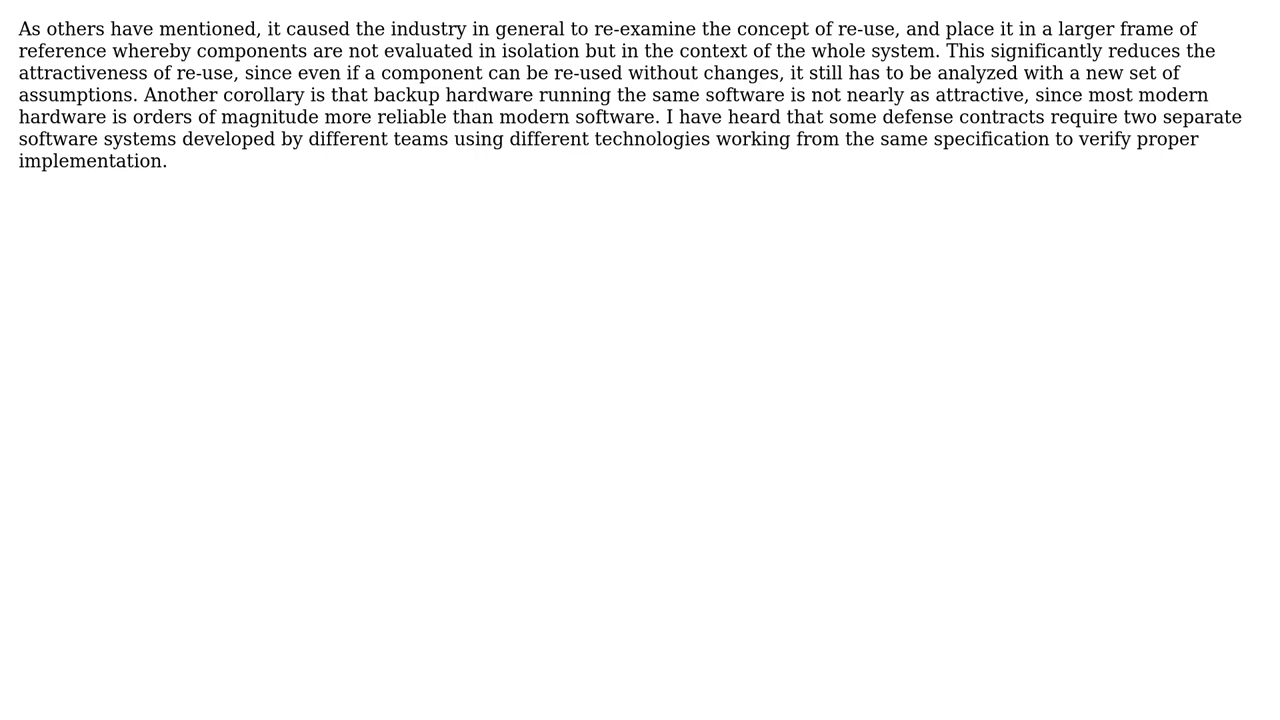 As others have mentioned, it caused the industry in general to re-examine the concept of re-use, and place it in a larger frame of
reference whereby components are not evaluated in isolation but in the context of the whole system. This significantly reduces the
attractiveness of re-use, since even if a component can be re-used without changes, it still has to be analyzed with a new set of
assumptions. Another corollary is that backup hardware running the same software is not nearly as attractive, since most modern
hardware is orders of magnitude more reliable than modern software. I have heard that some defense contracts require two separate
software systems developed by different teams using different technologies working from the same specification to verify proper
implementation.